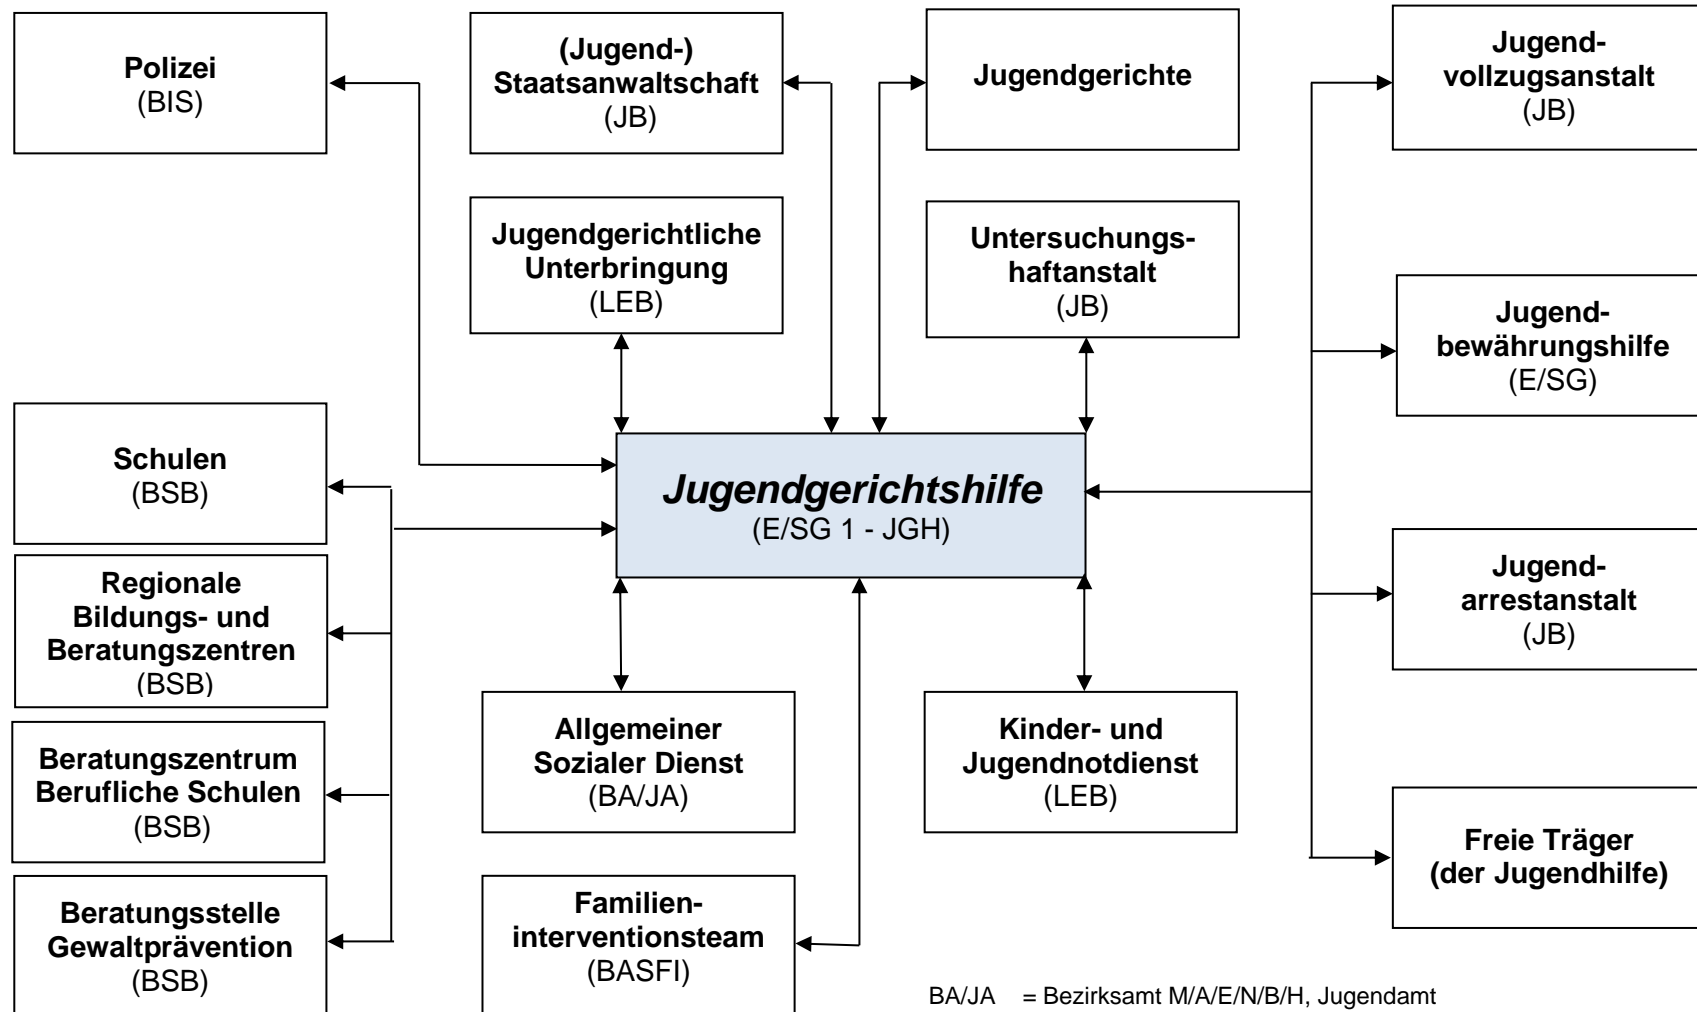 Polizei
(BIS)
(Jugend-)
Staatsanwaltschaft
(JB)
Jugendgerichte
Jugend-
vollzugsanstalt
(JB)
Jugendgerichtliche
Unterbringung
(LEB)
Untersuchungs-
haftanstalt
(JB)
Jugend-
bewährungshilfe
(E/SG)
Schulen
(BSB)
Jugendgerichtshilfe
(E/SG 1 - JGH)
Regionale
Bildungs- und
Beratungszentren
(BSB)
Jugend-
arrestanstalt
(JB)
Beratungszentrum
Berufliche Schulen
(BSB)
Allgemeiner
Sozialer Dienst
(BA/JA)
Kinder- und
Jugendnotdienst
(LEB)
Freie Träger
(der Jugendhilfe)
Beratungsstelle
Gewaltprävention
(BSB)
Familien-
interventionsteam
(BASFI)
BA/JA = Bezirksamt M/A/E/N/B/H, Jugendamt